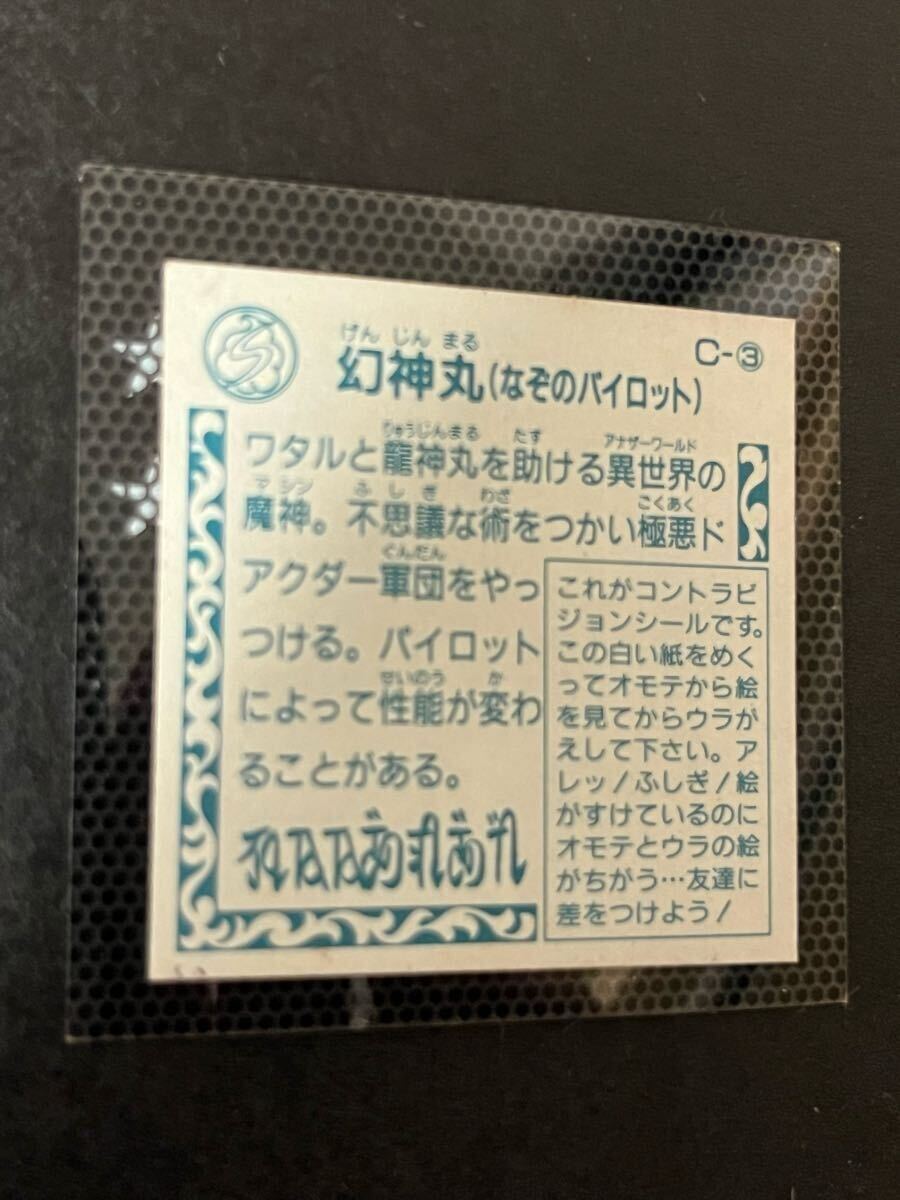 C-③
げんじんまる
幻神丸(なぞのパイロット)
りゅうじんまる たす アナザーワールド
ワタルと龍神丸を助ける異世界の
マシン ふしぎ わざ ごくあく
魔神。不思議な術をつかい極悪ド
ぐんだん
アクダー軍団をやっ
つける。パイロット
せいのう か
によって性能が変わ
ることがある。
これがコントラビ
ジョンシールです。
この白い紙をめく
ってオモテから絵
を見てからウラが
えして下さい。ア
レッ!ふしぎ!絵
がすけているのに
オモテとウラの絵
がちがう…友達に
差をつけよう!